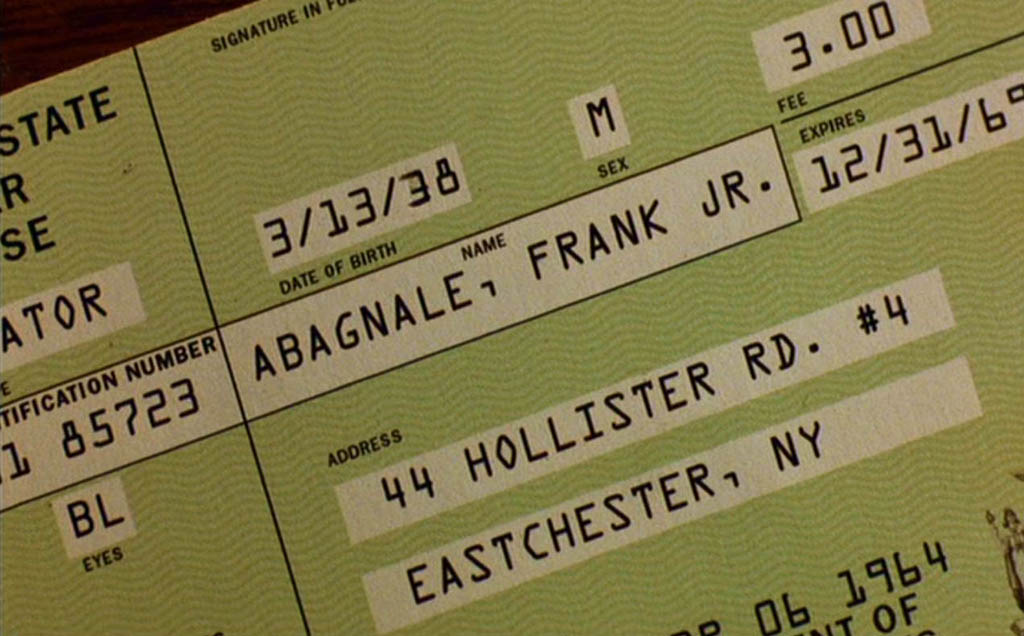 SIGNATURE IN
STATE
SE
ATOR
TIFICATION NUMBER
1 85723
BL
EYES
3/13/38
DATE OF BIRTH
M
SEX
3.00
FEE
EXPIRES
12/31/69
NAME
ABAGNALE, FRANK JR.
ADDRESS
44 HOLLISTER RD. #4
EASTCHESTER, NY
06 1964
NT OF